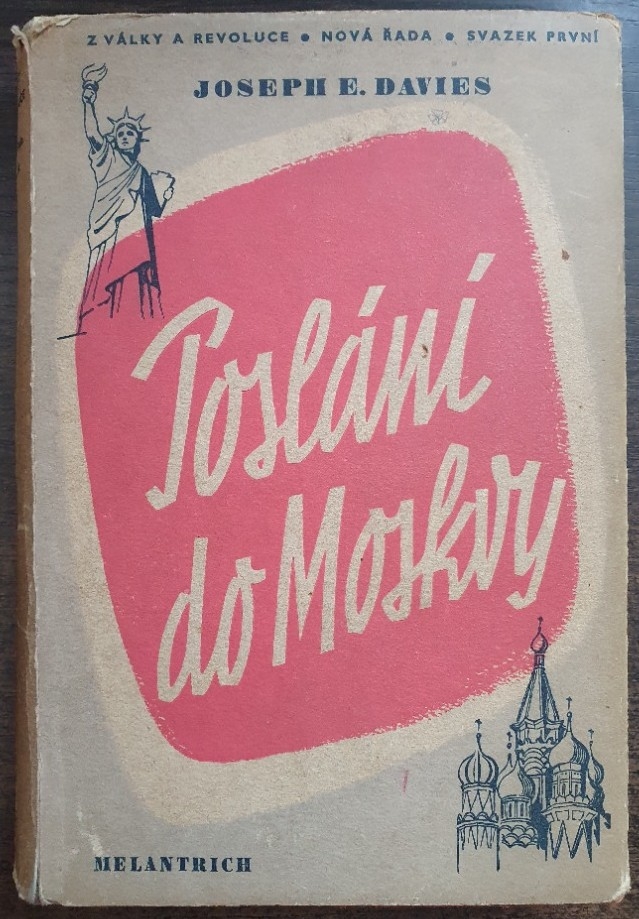 Z VÁLKY A REVOLUCE • NOVÁ ŘADA • SVAZEK PRVNÍ
JOSEPH E. DAVIES
Poslání
do Moskvy
MELANTRICH